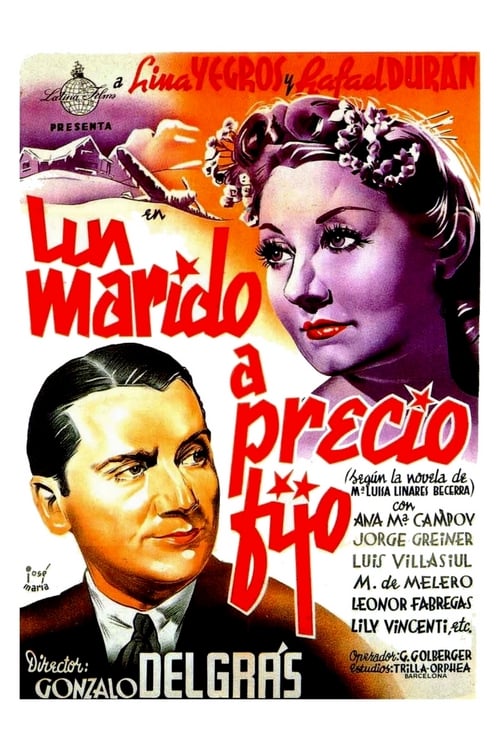 Latina Films
PRESENTA
a Lina YEGROS y Rafael DURÁN
en
un
marido
a
precio
fijo
(según la novela de
Mª LUISA LINARES BECERRA)
con
ANA Mª CAMPOY
JORGE GREINER
LUIS VILLASIUL
M. de MELERO
LEONOR FABREGAS
LILY VINCENTI, etc.
José
MARIA
Director:
GONZALO DELGRÁS
Operador: G. GOLBERGER
Estudios: TRILLA-ORPHEA
BARCELONA